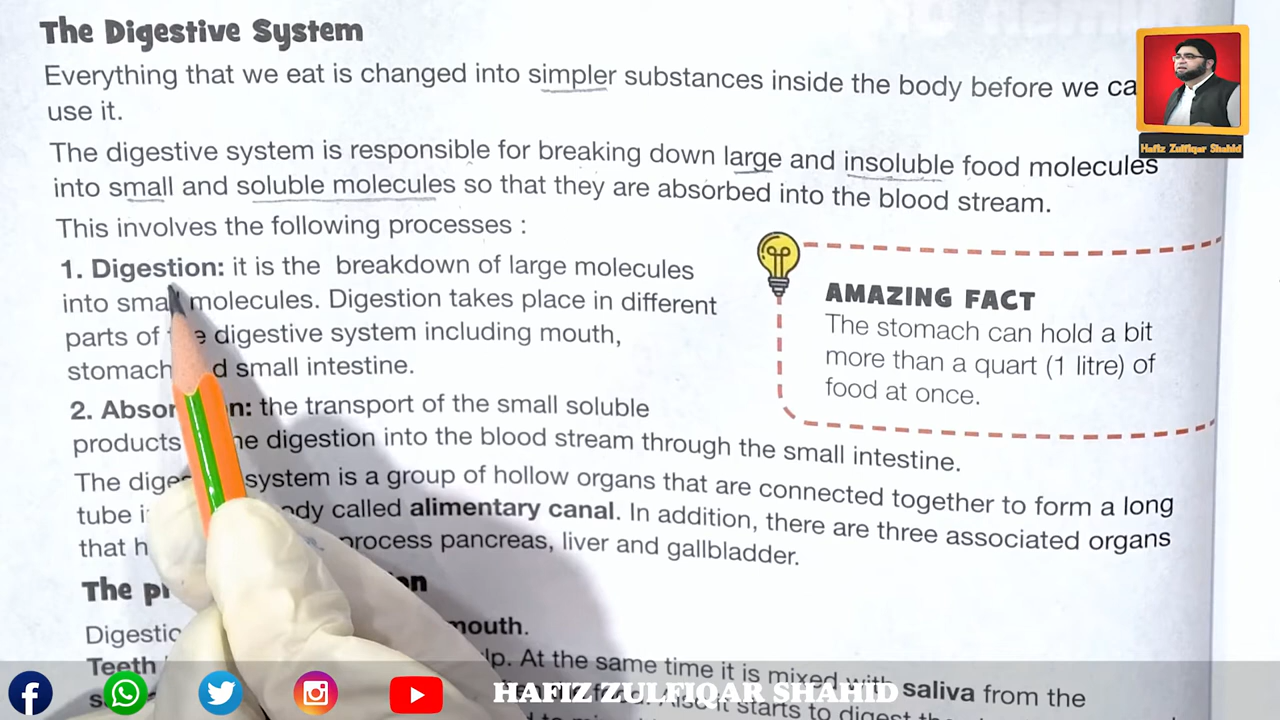 The Digestive System
Everything that we eat is changed into simpler substances inside the body before we ca
use it.
The digestive system is responsible for breaking down large and insoluble food molecules
into small and soluble molecules so that they are absorbed into the blood stream.
This involves the following processes :
1. Digestion: it is the breakdown of large molecules
into small molecules. Digestion takes place in different
parts of digestive system including mouth,
stomach small intestine.
2. the transport of the small soluble
products digestion into the blood stream through the small intestine.
AMAZING FACT
The stomach can hold a bit
more than a quart (1 litre) of
food at once.
The system is a group of hollow organs that are connected together to form a long
tube called alimentary canal. In addition, there are three associated organs
that process pancreas, liver and gallbladder.
The
mouth.
Teeth At the same time it is mixed with saliva from the
Also it starts to digest
Hafiz Zulfiqar Shahid
HAFIZ ZULFIQAR SHAHID